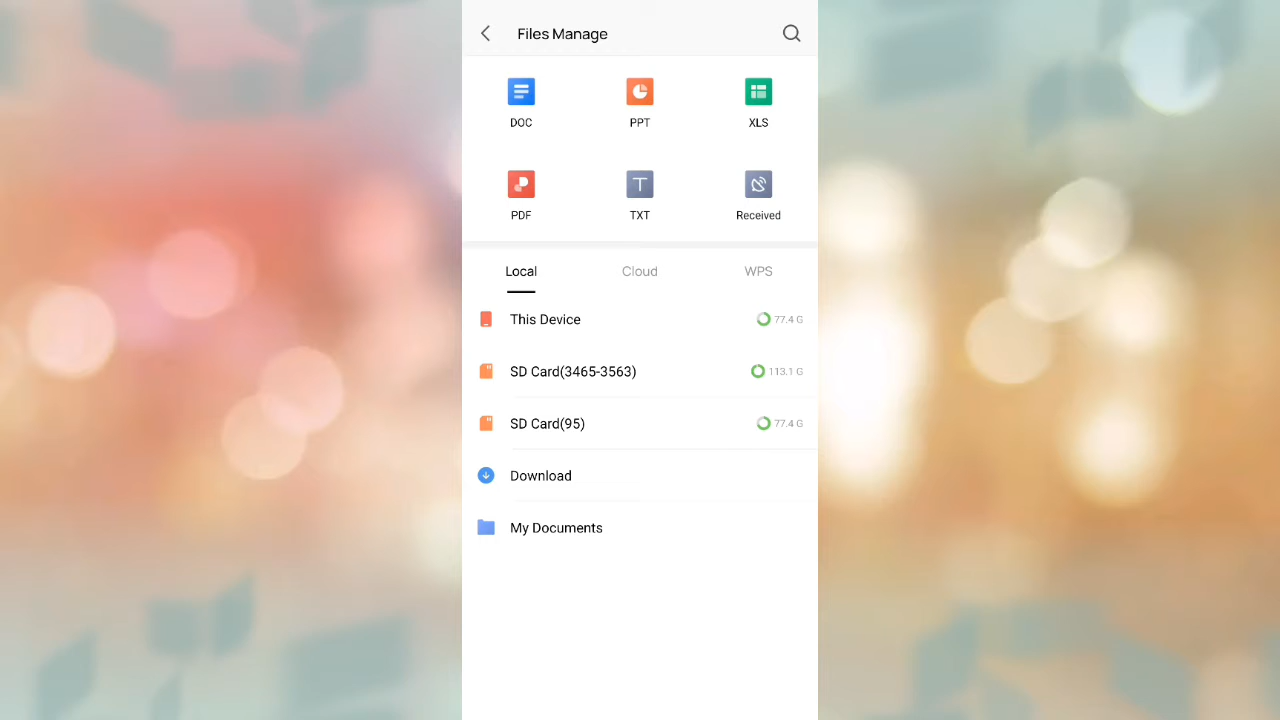 Files Manage
DOC PPT XLS
PDF TXT Received
Local Cloud WPS
This Device 77.4 G
SD Card(3465-3563) 113.1 G
SD Card(95) 77.4 G
Download
My Documents